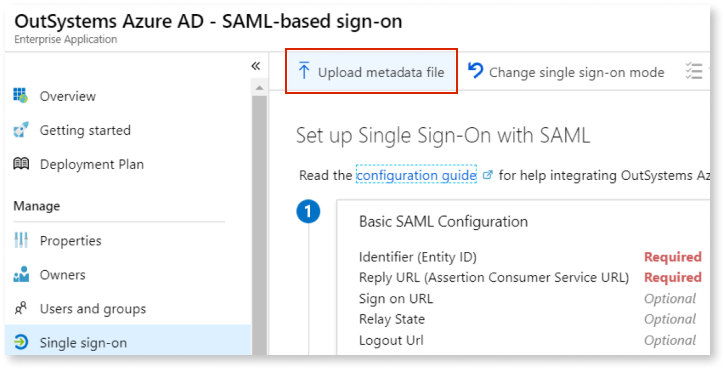 OutSystems Azure AD - SAML-based sign-on
Enterprise Application
«
Overview
Getting started
Deployment Plan
Manage
Properties
Owners
Users and groups
Single sign-on
Upload metadata file
Change single sign-on mode
Set up Single Sign-On with SAML
Read the configuration guide for help integrating OutSystems Az
1
Basic SAML Configuration
Identifier (Entity ID) Required
Reply URL (Assertion Consumer Service URL) Required
Sign on URL Optional
Relay State Optional
Logout Url Optional